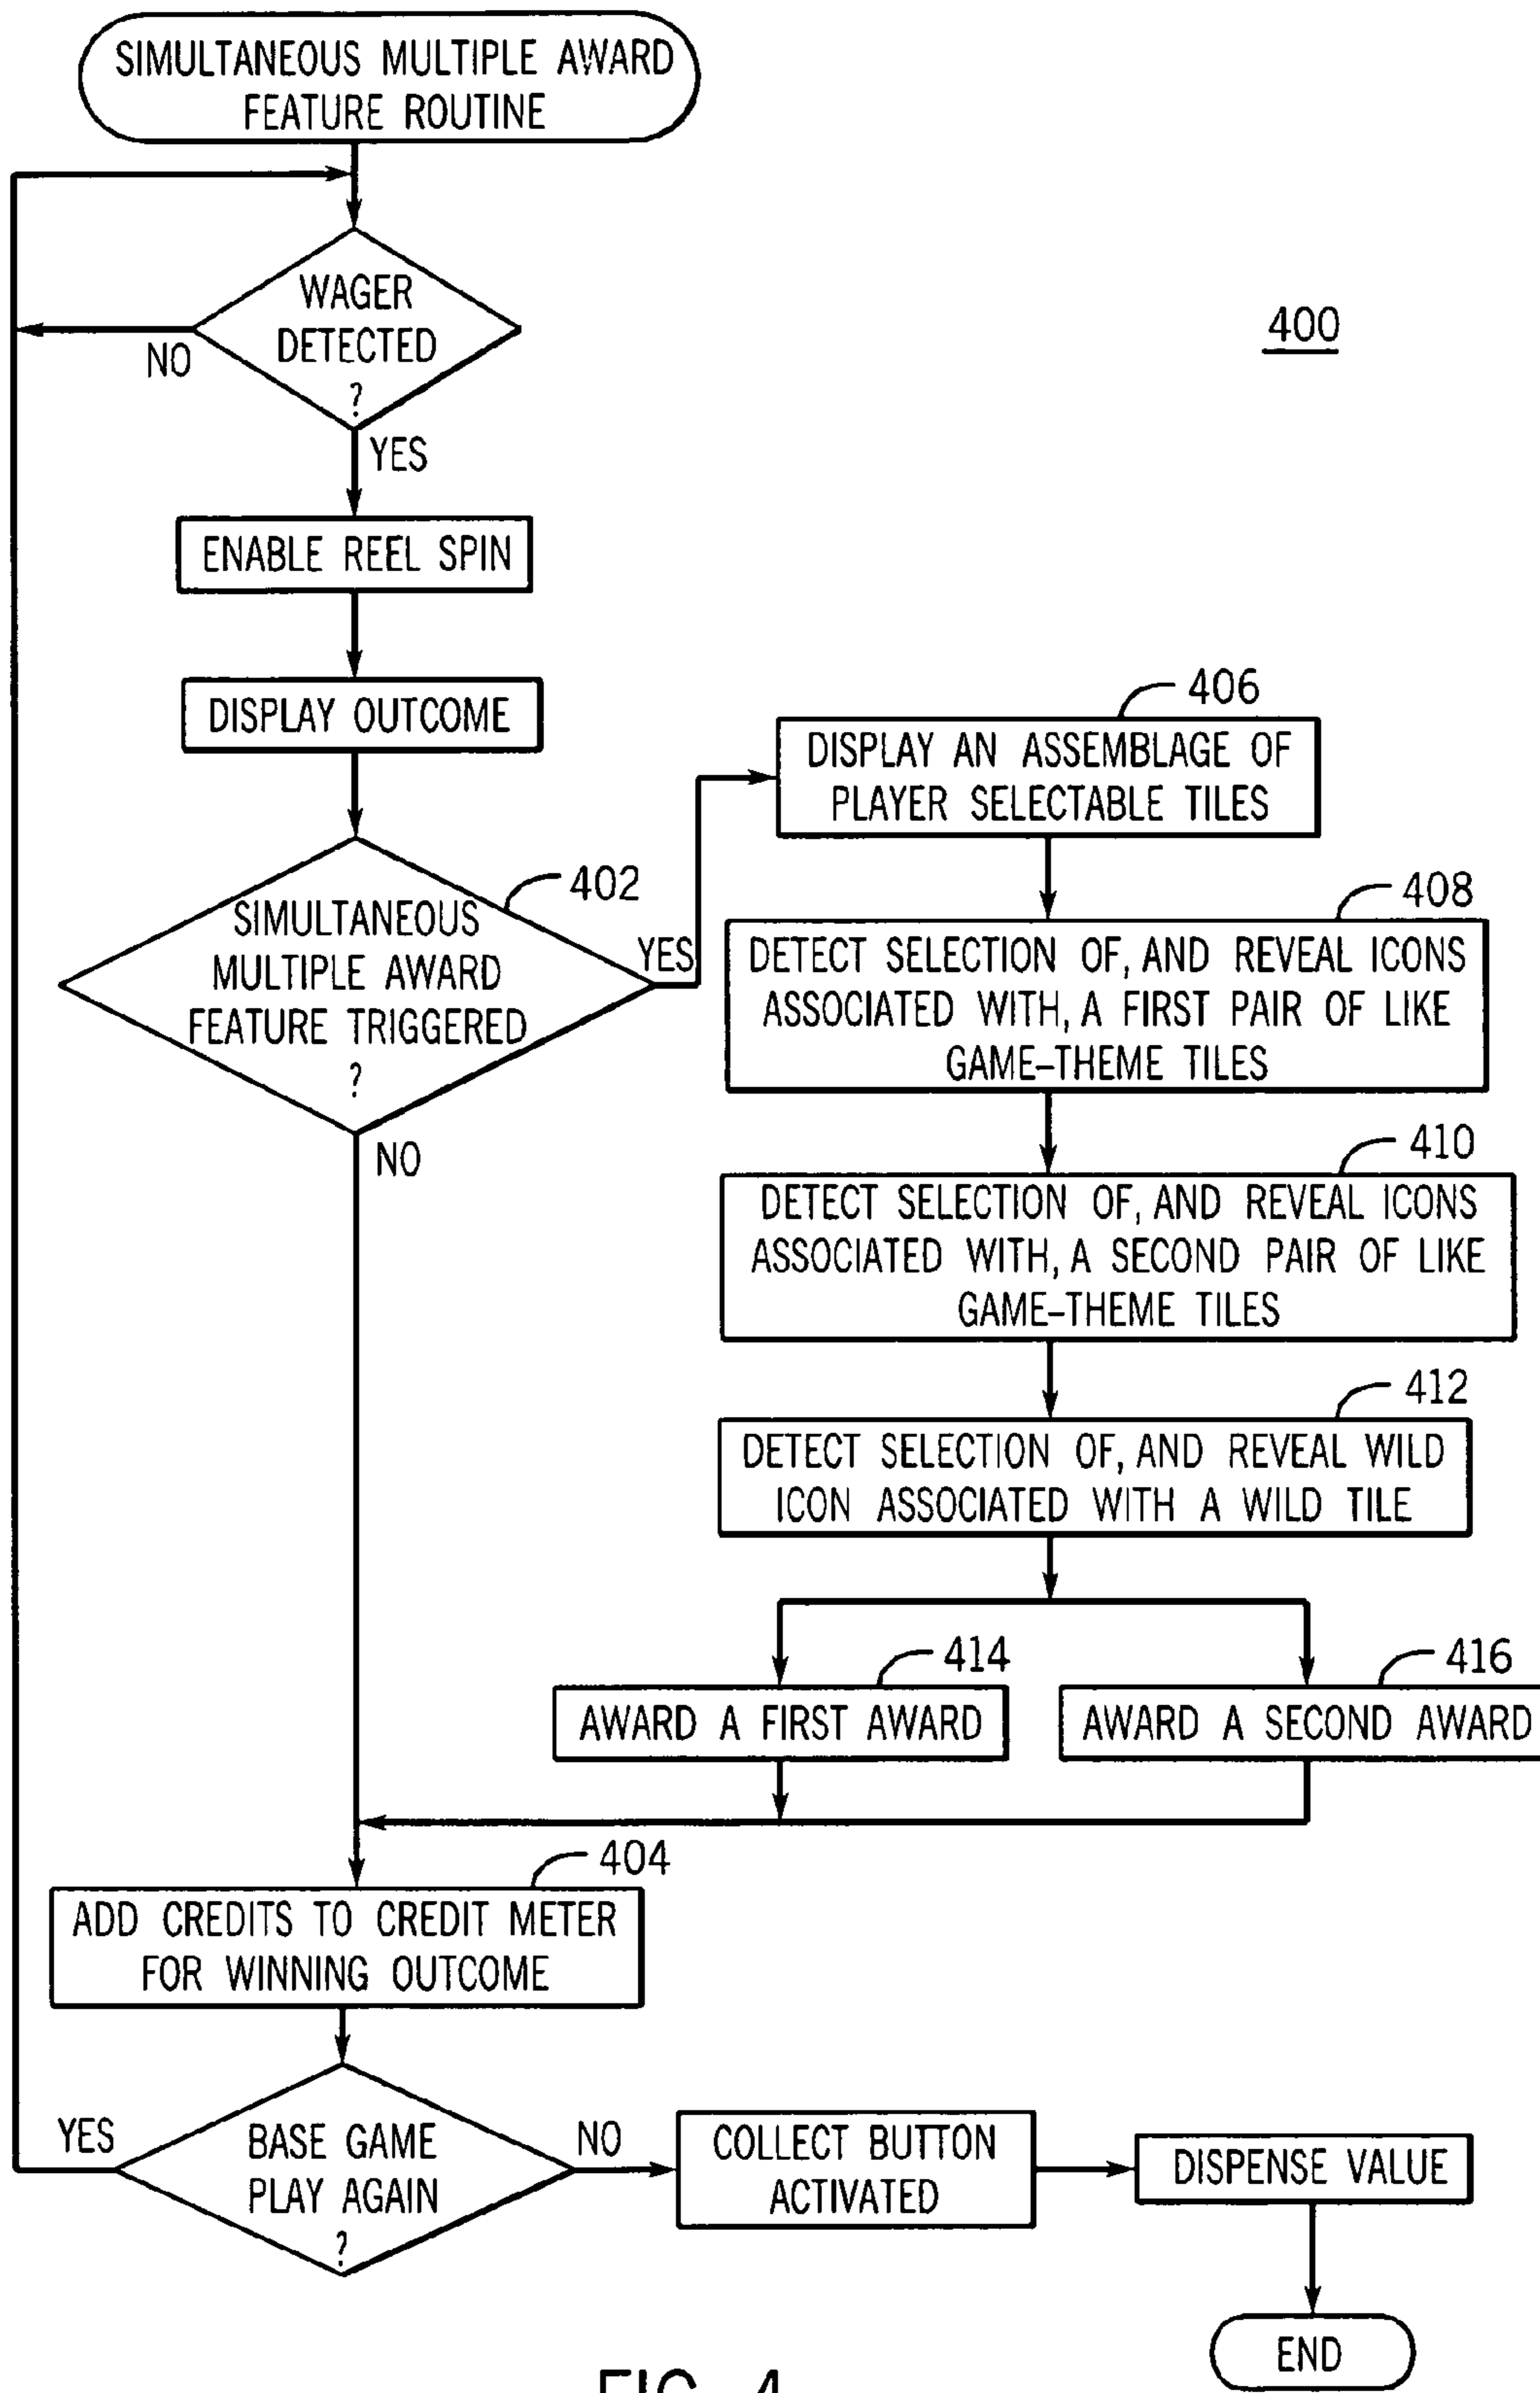 SIMULTANEOUS MULTIPLE AWARD
FEATURE ROUTINE
WAGER
DETECTED
?
NO
YES
400
ENABLE REEL SPIN
DISPLAY OUTCOME
406
DISPLAY AN ASSEMBLAGE OF
PLAYER SELECTABLE TILES
402
SIMULTANEOUS
MULTIPLE AWARD
FEATURE TRIGGERED
?
YES
NO
408
DETECT SELECTION OF, AND REVEAL ICONS
ASSOCIATED WITH, A FIRST PAIR OF LIKE
GAME-THEME TILES
410
DETECT SELECTION OF, AND REVEAL ICONS
ASSOCIATED WITH, A SECOND PAIR OF LIKE
GAME-THEME TILES
412
DETECT SELECTION OF, AND REVEAL WILD
ICON ASSOCIATED WITH A WILD TILE
414
AWARD A FIRST AWARD
416
AWARD A SECOND AWARD
404
ADD CREDITS TO CREDIT METER
FOR WINNING OUTCOME
YES
BASE GAME
PLAY AGAIN
?
NO
COLLECT BUTTON
ACTIVATED
DISPENSE VALUE
END
FIG. 4